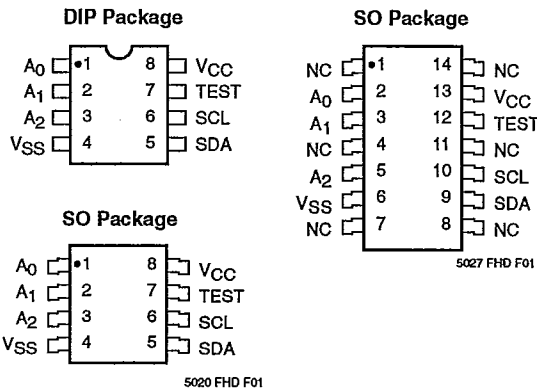 DIP Package
A0 1 8 VCC
A1 2 7 TEST
A2 3 6 SCL
VSS 4 5 SDA
SO Package
A0 1 8 VCC
A1 2 7 TEST
A2 3 6 SCL
VSS 4 5 SDA
5020 FHD F01
SO Package
NC 1 14 NC
A0 2 13 VCC
A1 3 12 TEST
NC 4 11 NC
A2 5 10 SCL
VSS 6 9 SDA
NC 7 8 NC
5027 FHD F01